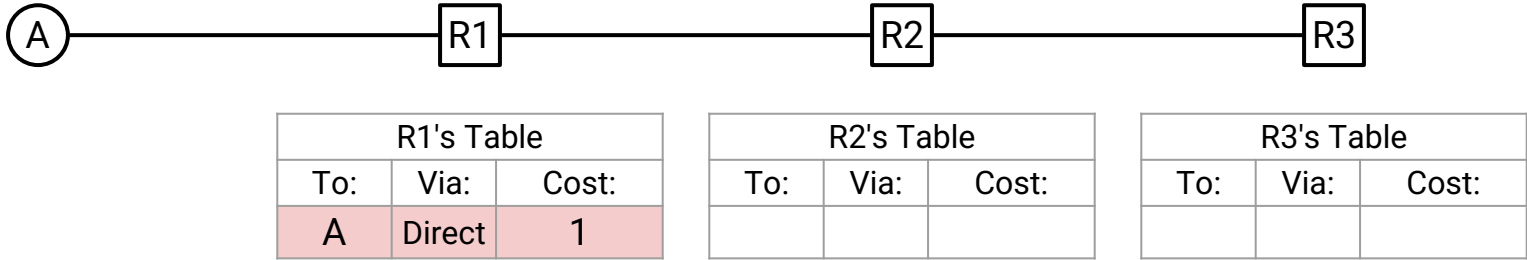 A R1 R2 R3
R1's Table R2's Table R3's Table
To: Via: Cost: To: Via: Cost: To: Via: Cost:
A Direct 1